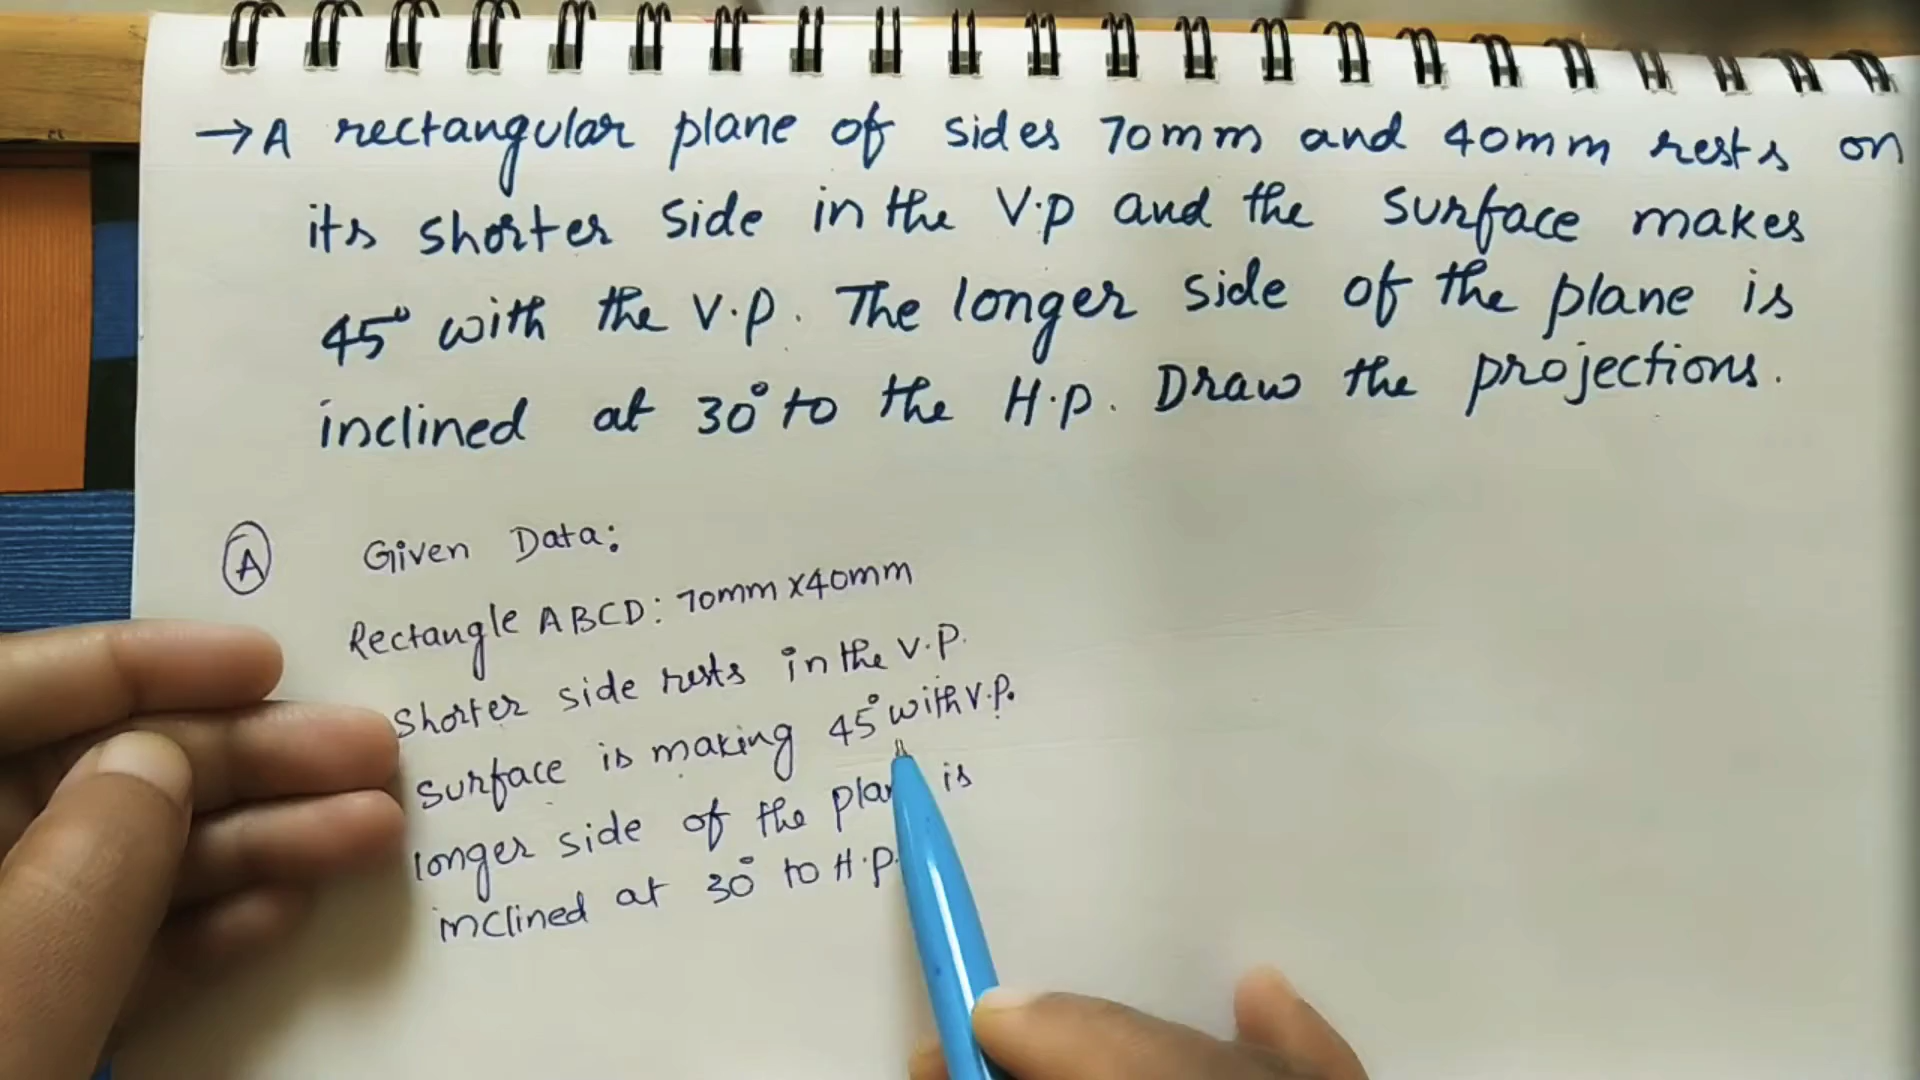 → A rectangular plane of sides 70mm and 40mm rests on
its shorter side in the V.P and the surface makes
45° with the V.P. The longer side of the plane is
inclined at 30° to the H.P. Draw the projections.
A Given Data:
Rectangle ABCD: 70mm x 40mm
Shorter side rests in the V.P.
Surface is making 45° with V.P.
longer side of the plan is
inclined at 30° to H.P.